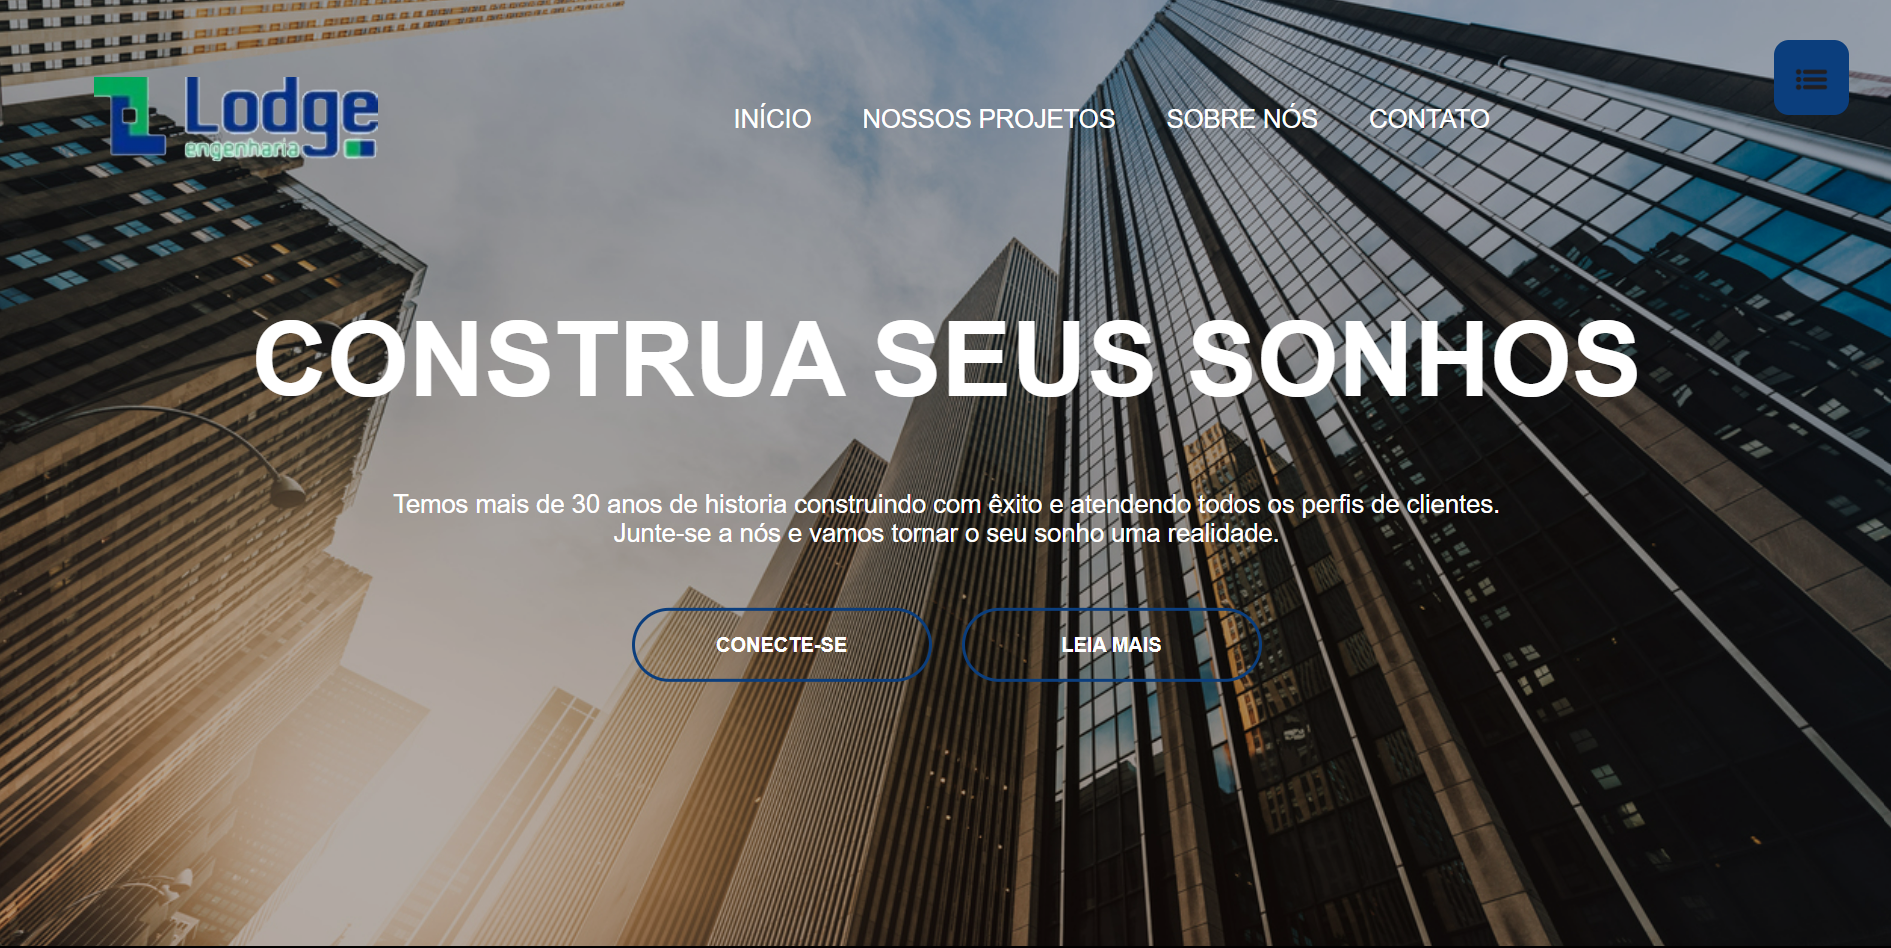 Lodge
engenharia
INÍCIO NOSSOS PROJETOS SOBRE NÓS CONTATO
CONSTRUA SEUS SONHOS
Temos mais de 30 anos de historia construindo com êxito e atendendo todos os perfis de clientes.
Junte-se a nós e vamos tornar o seu sonho uma realidade.
CONECTE-SE LEIA MAIS